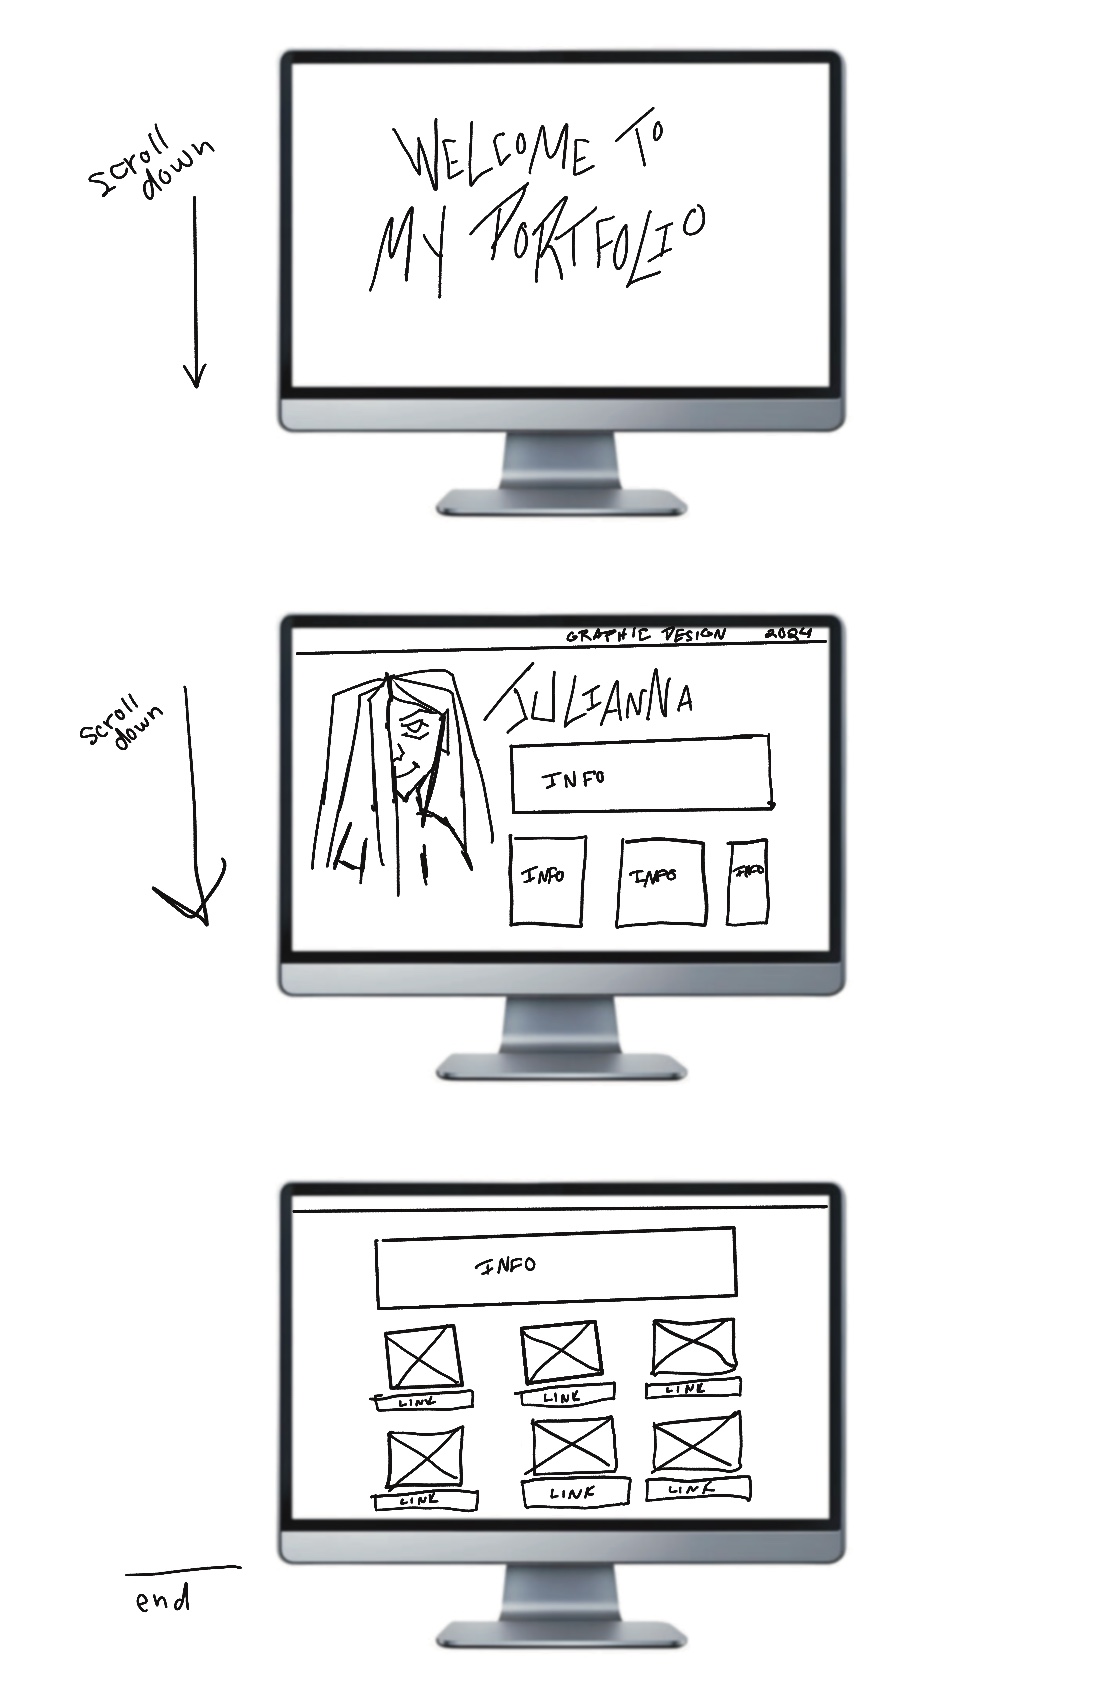 scroll
down
WELCOME TO
MY PORTFOLIO
GRAPHIC DESIGN 2024
scroll
down
JULIANNA
INFO
INFO INFO INFO
INFO
LINK LINK LINK
LINK LINK LINK
end